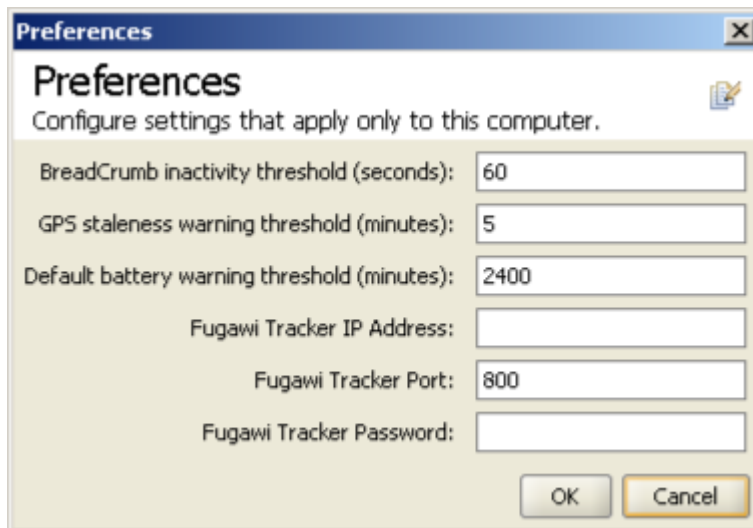 Preferences
Preferences
Configure settings that apply only to this computer.
BreadCrumb inactivity threshold (seconds): 60
GPS staleness warning threshold (minutes): 5
Default battery warning threshold (minutes): 2400
Fugawi Tracker IP Address:
Fugawi Tracker Port: 800
Fugawi Tracker Password:
OK Cancel